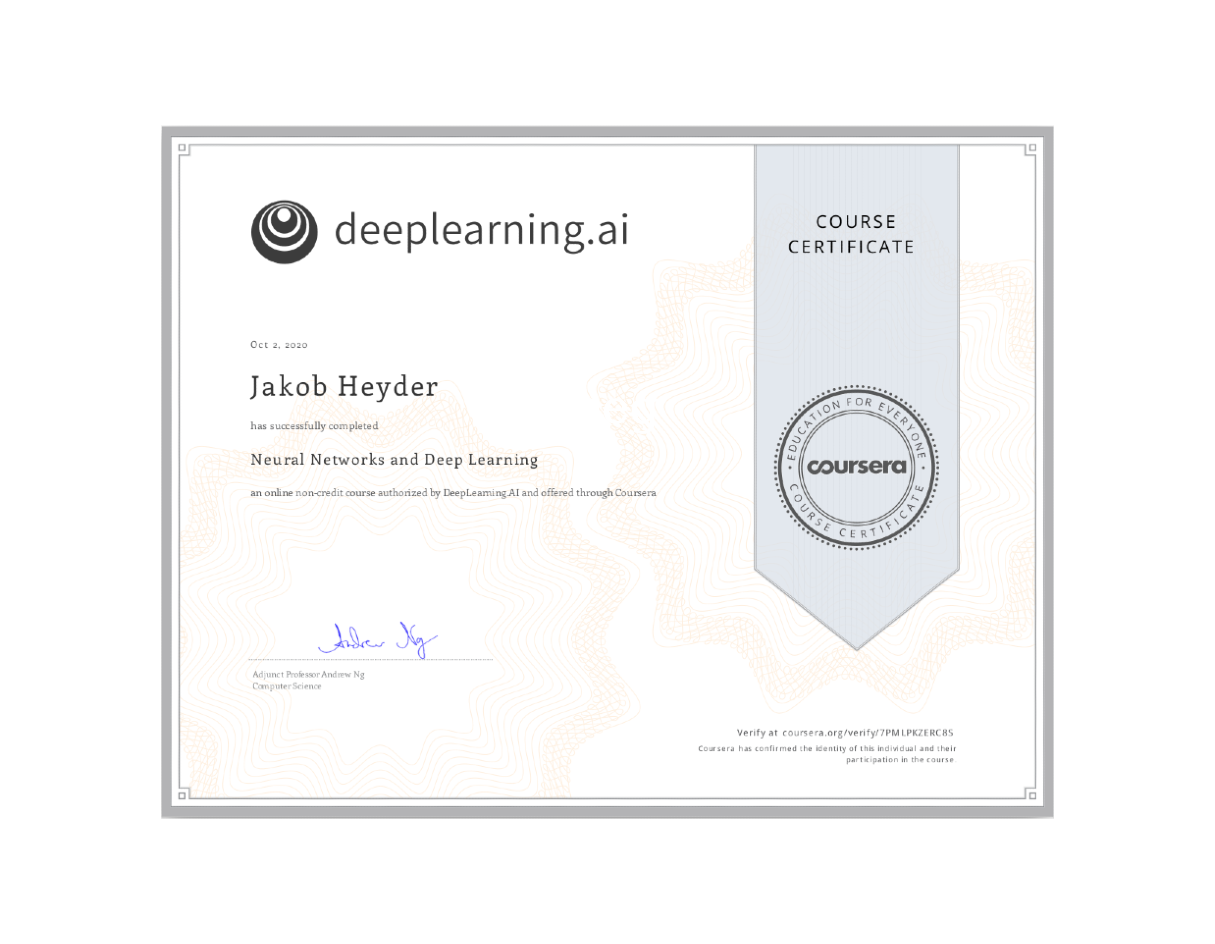 deeplearning.ai
COURSE
CERTIFICATE
Oct 2, 2020
Jakob Heyder
has successfully completed
Neural Networks and Deep Learning
an online non-credit course authorized by DeepLearning.AI and offered through Coursera
EDUCATION FOR EVERYONE
coursera
COURSE CERTIFICATE
Andrew Ng
Adjunct Professor Andrew Ng
Computer Science
Verify at coursera.org/verify/7PMLPKZERC8S
Coursera has confirmed the identity of this individual and their
participation in the course